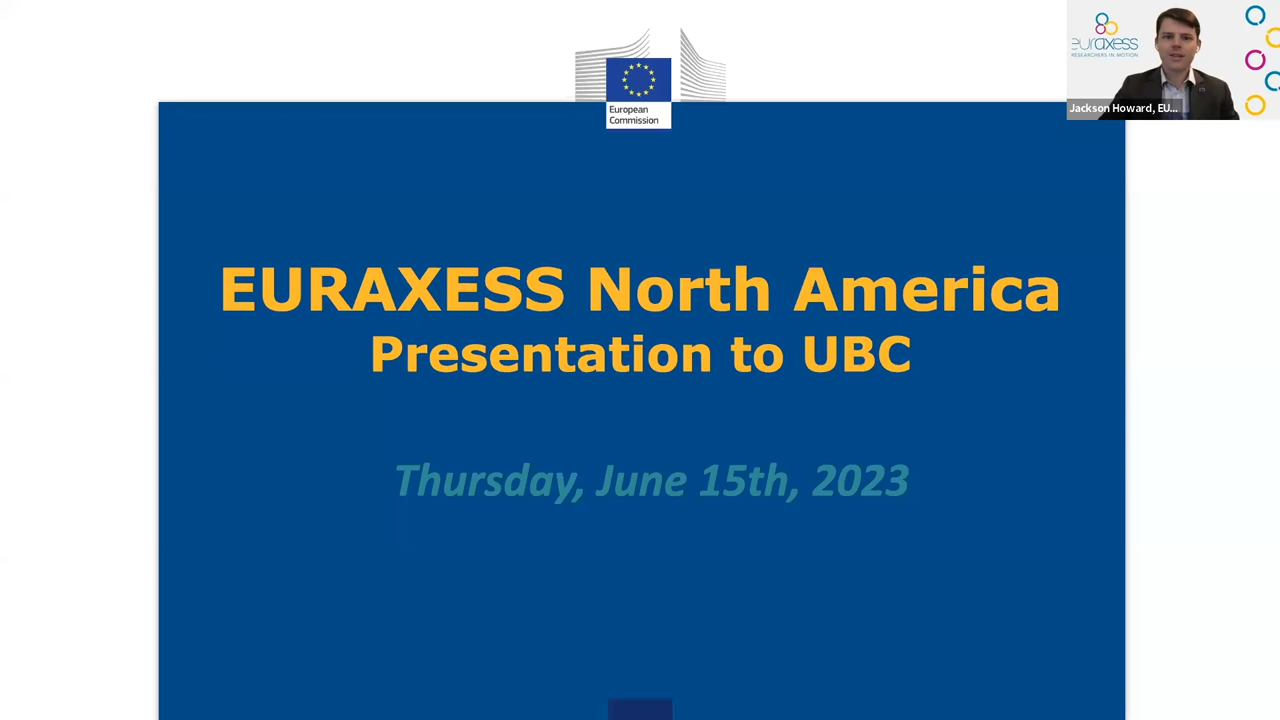 European
Commission
euraxess
RESEARCHERS IN MOTION
Jackson Howard, EU...
EURAXESS North America
Presentation to UBC
Thursday, June 15th, 2023